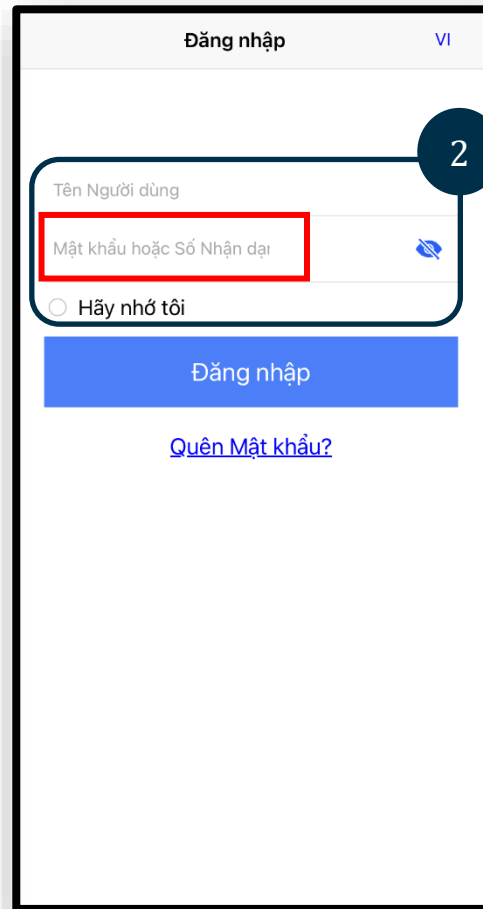 Đăng nhập
VI
2
Tên Người dùng
Mật khẩu hoặc Số Nhận dạr
Hãy nhớ tôi
Đăng nhập
Quên Mật khẩu?